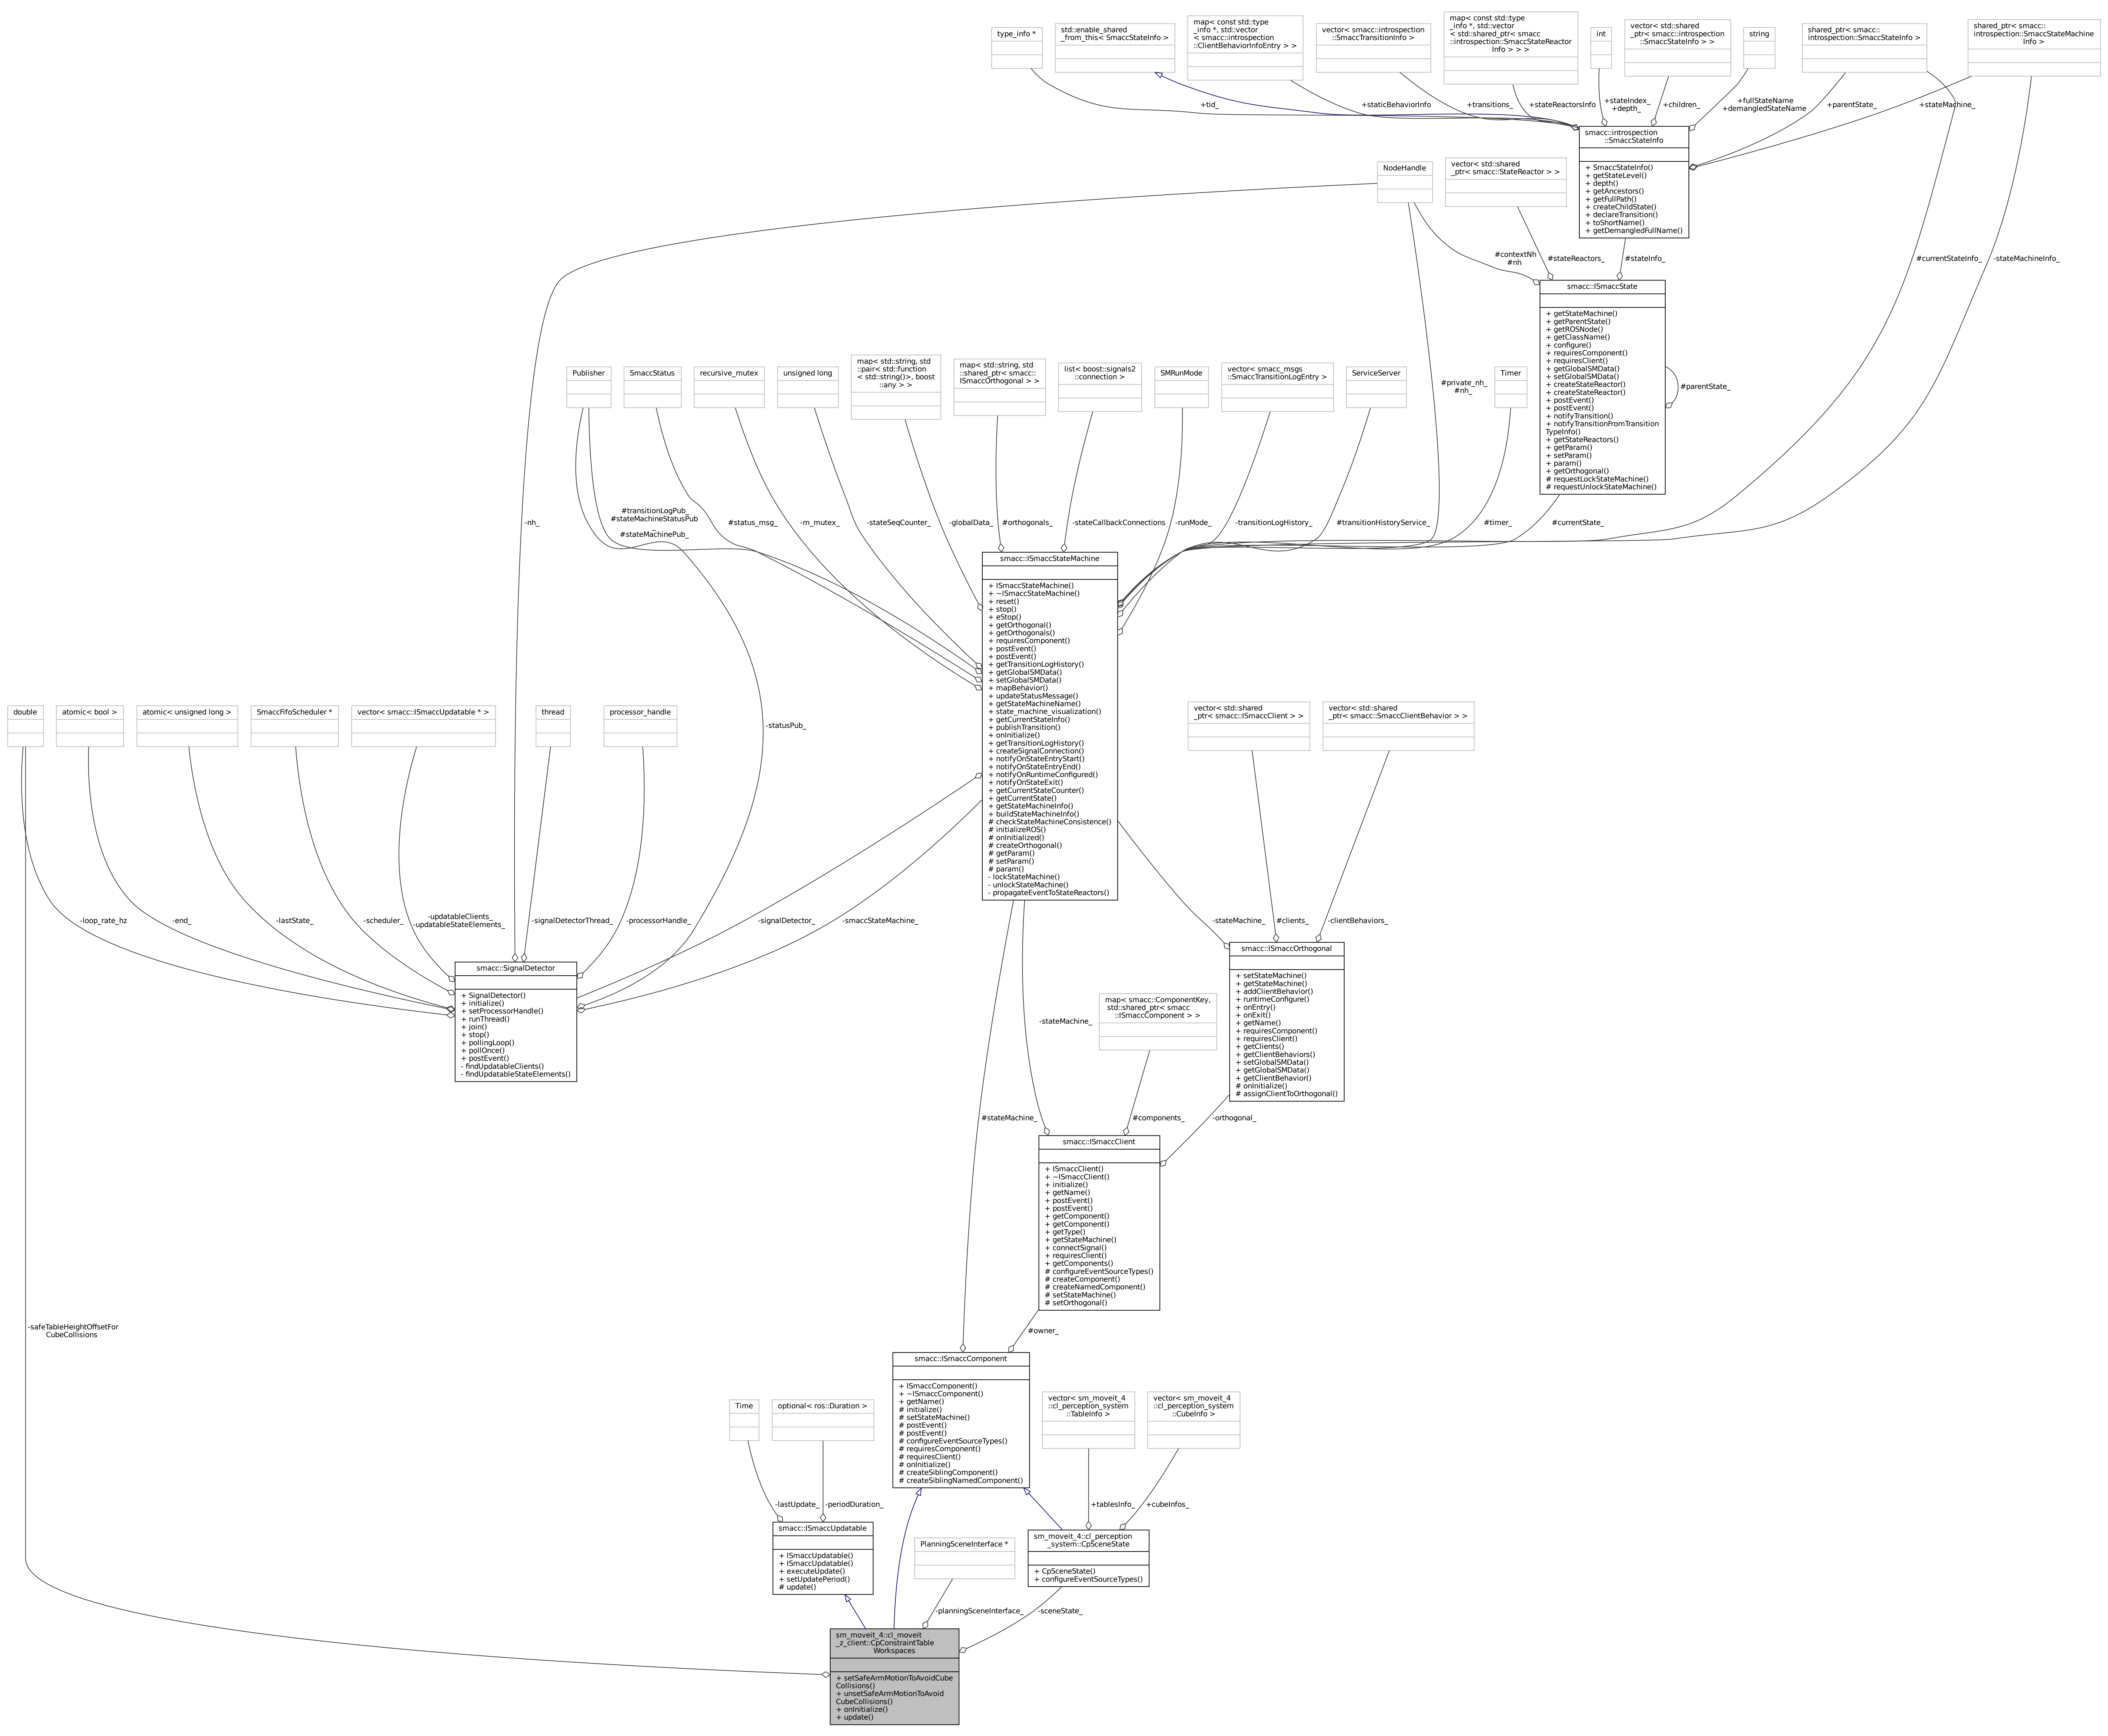 type_info *
std::enable_shared
_from_this< SmaccStateInfo >
map< const std::type
_info *, std::vector
< smacc::introspection
::ClientBehaviorInfoEntry > >
vector< smacc::introspection
::SmaccTransitionInfo >
map< const std::type
_info *, std::vector
< std::shared_ptr< smacc
::introspection::SmaccStateReactor
Info > > >
int
vector< std::shared
_ptr< smacc::introspection
::SmaccStateInfo > >
string
shared_ptr< smacc::
introspection::SmaccStateInfo >
shared_ptr< smacc::
introspection::SmaccStateMachine
Info >
+tid_
+staticBehaviorInfo
+transitions_
+stateReactorsInfo
+stateIndex_
+depth_
+children_
+fullStateName
+demangledStateName
+parentState_
+stateMachine_
smacc::introspection
::SmaccStateInfo
+ SmaccStateInfo()
+ getStateLevel()
+ depth()
+ getAncestors()
+ getFullPath()
+ createChildState()
+ declareTransition()
+ toShortName()
+ getDemangledFullName()
NodeHandle
vector< std::shared
_ptr< smacc::StateReactor > >
#contextNh
#nh
#stateReactors_
#stateInfo_
#currentStateInfo_
-stateMachineInfo_
smacc::ISmaccState
+ getStateMachine()
+ getParentState()
+ getROSNode()
+ getClassName()
+ configure()
+ requiresComponent()
+ requiresClient()
+ getGlobalSMData()
+ setGlobalSMData()
+ createStateReactor()
+ createStateReactor()
+ postEvent()
+ postEvent()
+ notifyTransition()
+ notifyTransitionFromTransition
TypeInfo()
+ getStateReactors()
+ getParam()
+ setParam()
+ param()
+ getOrthogonal()
# requestLockStateMachine()
# requestUnlockStateMachine()
#parentState_
Publisher
SmaccStatus
recursive_mutex
unsigned long
map< std::string, std
::pair< std::function
< std::string()>, boost
::any > >
map< std::string, std
::shared_ptr< smacc::
ISmaccOrthogonal > >
list< boost::signals2
::connection >
SMRunMode
vector< smacc_msgs
::SmaccTransitionLogEntry >
ServiceServer
#private_nh_
#nh_
Timer
-nh_
#transitionLogPub_
#stateMachineStatusPub
_
#stateMachinePub_
#status_msg_
-m_mutex_
-stateSeqCounter_
-globalData_
#orthogonals_
-stateCallbackConnections
-runMode_
-transitionLogHistory_
#transitionHistoryService_
#timer_
#currentState_
smacc::ISmaccStateMachine
+ ISmaccStateMachine()
+ ~ISmaccStateMachine()
+ reset()
+ stop()
+ eStop()
+ getOrthogonal()
+ getOrthogonals()
+ requiresComponent()
+ postEvent()
+ postEvent()
+ getTransitionLogHistory()
+ getGlobalSMData()
+ setGlobalSMData()
+ mapBehavior()
+ updateStatusMessage()
+ getStateMachineName()
+ state_machine_visualization()
+ getCurrentStateInfo()
+ publishTransition()
+ onInitialize()
+ getTransitionLogHistory()
+ createSignalConnection()
+ notifyOnStateEntryStart()
+ notifyOnStateEntryEnd()
+ notifyOnRuntimeConfigured()
+ notifyOnStateExit()
+ getCurrentStateCounter()
+ getCurrentState()
+ getStateMachineInfo()
+ buildStateMachineInfo()
# checkStateMachineConsistence()
# initializeROS()
# onInitialized()
# createOrthogonal()
# getParam()
# setParam()
# param()
- lockStateMachine()
- unlockStateMachine()
- propagateEventToStateReactors()
double
atomic< bool >
atomic< unsigned long >
SmaccFifoScheduler *
vector< smacc::ISmaccUpdatable * >
thread
processor_handle
-statusPub_
vector< std::shared
_ptr< smacc::ISmaccClient > >
vector< std::shared
_ptr< smacc::SmaccClientBehavior > >
-loop_rate_hz
-end_
-lastState_
-scheduler_
-updatableClients_
-updatableStateElements_
-signalDetectorThread_
-processorHandle_
-signalDetector_
-smaccStateMachine_
-stateMachine_
#clients_
-clientBehaviors_
smacc::SignalDetector
+ SignalDetector()
+ initialize()
+ setProcessorHandle()
+ runThread()
+ join()
+ stop()
+ pollingLoop()
+ pollOnce()
+ postEvent()
- findUpdatableClients()
- findUpdatableStateElements()
smacc::ISmaccOrthogonal
+ setStateMachine()
+ getStateMachine()
+ addClientBehavior()
+ runtimeConfigure()
+ onEntry()
+ onExit()
+ getName()
+ requiresComponent()
+ requiresClient()
+ getClients()
+ getClientBehaviors()
+ setGlobalSMData()
+ getGlobalSMData()
+ getClientBehavior()
# onInitialize()
# assignClientToOrthogonal()
map< smacc::ComponentKey,
std::shared_ptr< smacc
::ISmaccComponent > >
-stateMachine_
#stateMachine_
#components_
-orthogonal_
smacc::ISmaccClient
+ ISmaccClient()
+ ~ISmaccClient()
+ initialize()
+ getName()
+ postEvent()
+ postEvent()
+ getComponent()
+ getComponent()
+ getType()
+ getStateMachine()
+ connectSignal()
+ requiresClient()
+ getComponents()
# configureEventSourceTypes()
# createComponent()
# createNamedComponent()
# setStateMachine()
# setOrthogonal()
-safeTableHeightOffsetFor
CubeCollisions
#owner_
smacc::ISmaccComponent
+ ISmaccComponent()
+ ~ISmaccComponent()
+ getName()
# initialize()
# setStateMachine()
# postEvent()
# postEvent()
# configureEventSourceTypes()
# requiresComponent()
# requiresClient()
# onInitialize()
# createSiblingComponent()
# createSiblingNamedComponent()
Time
optional< ros::Duration >
vector< sm_moveit_4
::cl_perception_system
::TableInfo >
vector< sm_moveit_4
::cl_perception_system
::CubeInfo >
-lastUpdate_
-periodDuration_
+tablesInfo_
+cubeInfos_
smacc::ISmaccUpdatable
+ ISmaccUpdatable()
+ ISmaccUpdatable()
+ executeUpdate()
+ setUpdatePeriod()
# update()
PlanningSceneInterface *
sm_moveit_4::cl_perception
_system::CpSceneState
+ CpSceneState()
+ configureEventSourceTypes()
-planningSceneInterface_
-sceneState_
sm_moveit_4::cl_moveit
_z_client::CpConstraintTable
Workspaces
+ setSafeArmMotionToAvoidCube
Collisions()
+ unsetSafeArmMotionToAvoid
CubeCollisions()
+ onInitialize()
+ update()